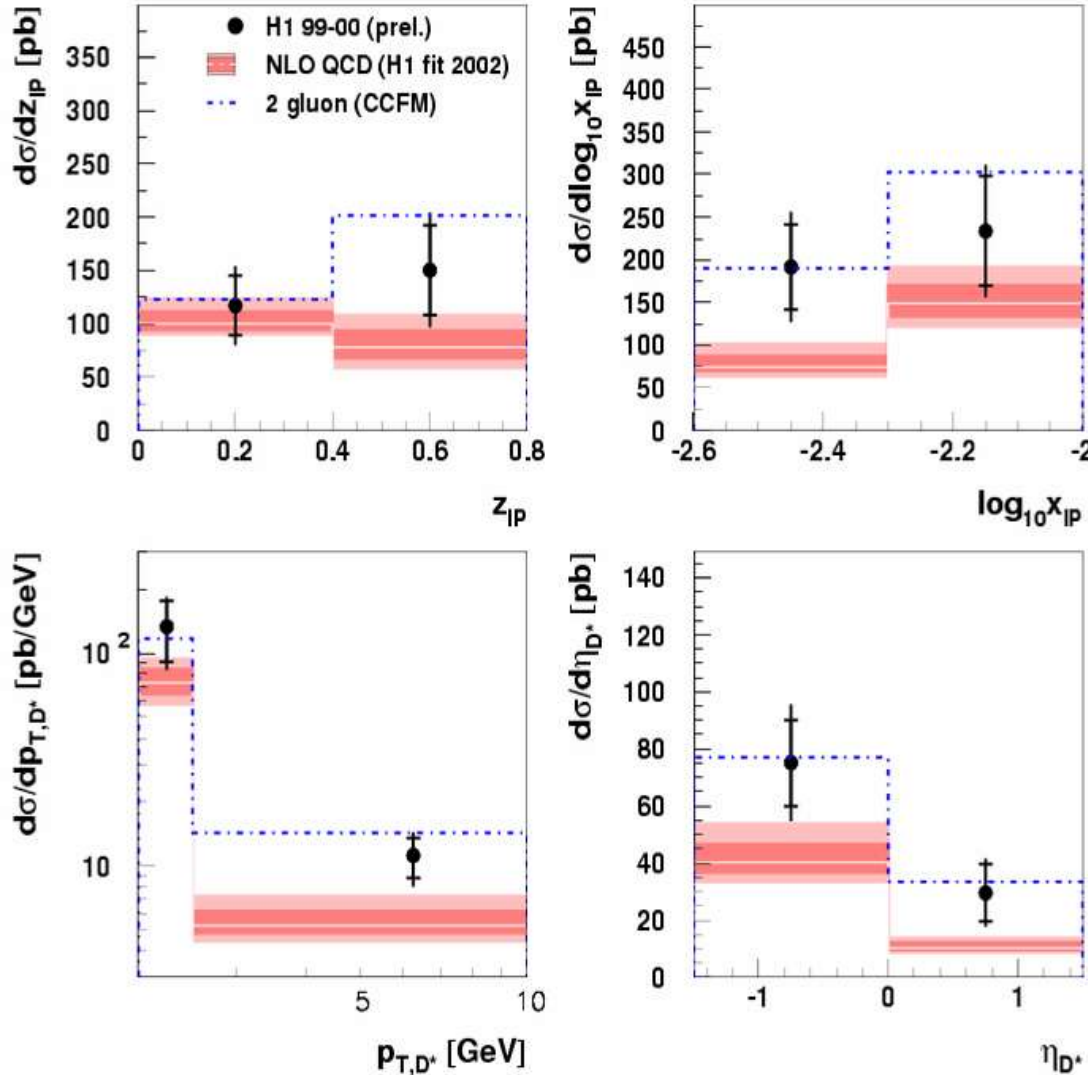 dσ/dz_IP [pb]
350
300
250
200
150
100
50
0
H1 99-00 (prel.)
NLO QCD (H1 fit 2002)
2 gluon (CCFM)
0 0.2 0.4 0.6 0.8
z_IP
dσ/dlog₁₀x_IP [pb]
450
400
350
300
250
200
150
100
50
0
-2.6 -2.4 -2.2 -2
log₁₀x_IP
dσ/dp_T,D* [pb/GeV]
10²
10
5 10
p_T,D* [GeV]
dσ/dη_D* [pb]
140
120
100
80
60
40
20
0
-1 0 1
η_D*